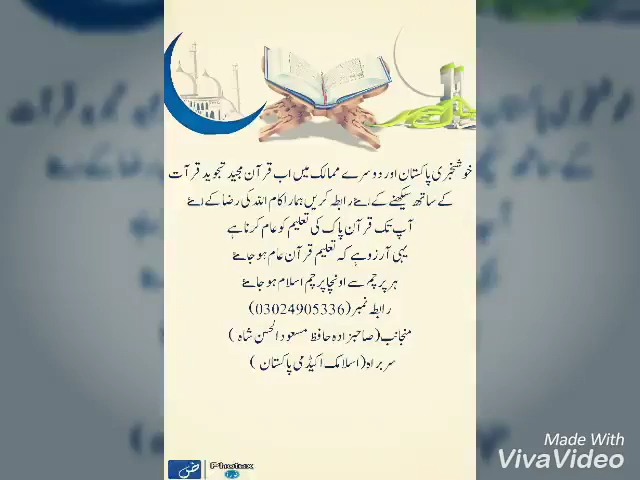 خوشخبری پاکستان اور دوسرے ممالک میں اب قرآن مجید تجوید قرآت
کے ساتھ سیکھنے کے لئے رابطہ کریں ہمارا کام اللہ کی رضا کے لئے
آپ تک قرآن پاک کی تعلیم کو عام کرنا ہے
یہی آرزو ہے کہ تعلیم قرآن عام ہو جائے
ہر پرچم سے اونچا پرچم اسلام ہو جائے
رابطہ نمبر (03024905336)
منجانب (صاحبزادہ حافظ مسعود الحسن شاہ)
سربراہ (اسلامک اکیڈمی پاکستان)
ض
Phutux
Made With
VivaVideo